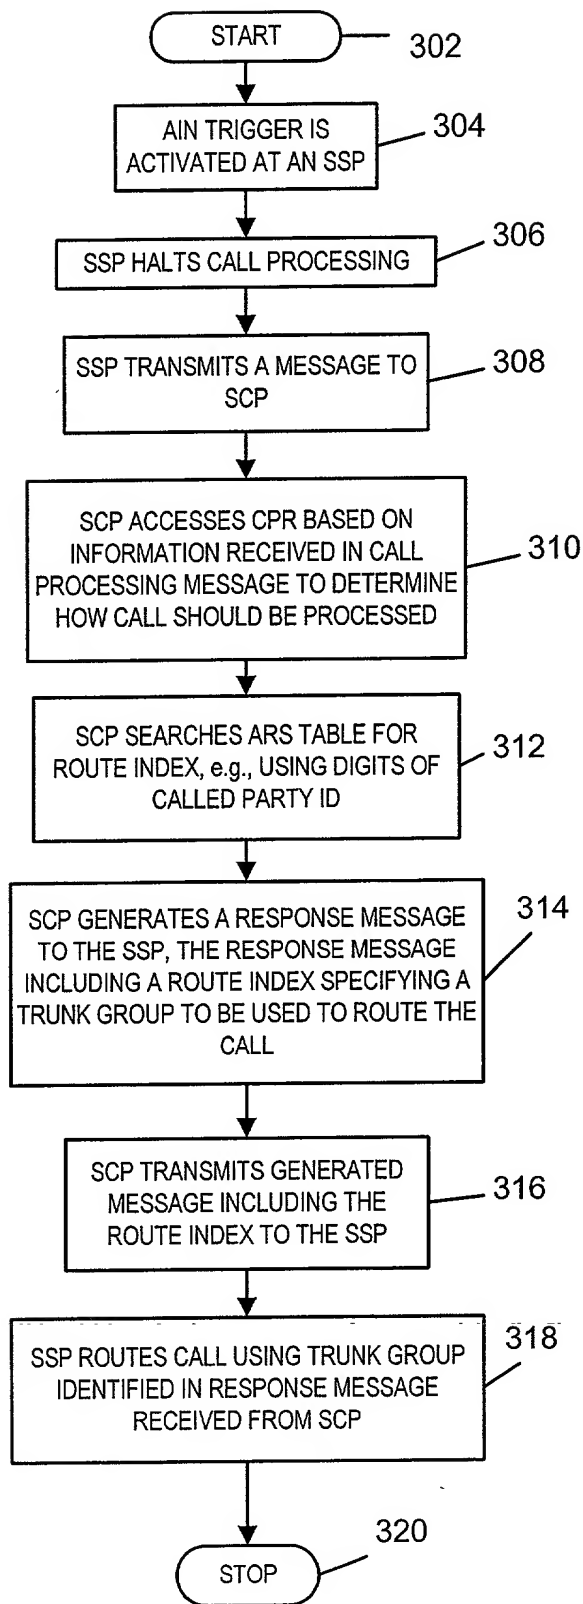 START
302
AIN TRIGGER IS
ACTIVATED AT AN SSP
304
SSP HALTS CALL PROCESSING
306
SSP TRANSMITS A MESSAGE TO
SCP
308
SCP ACCESSES CPR BASED ON
INFORMATION RECEIVED IN CALL
PROCESSING MESSAGE TO DETERMINE
HOW CALL SHOULD BE PROCESSED
310
SCP SEARCHES ARS TABLE FOR
ROUTE INDEX, e.g., USING DIGITS OF
CALLED PARTY ID
312
SCP GENERATES A RESPONSE MESSAGE
TO THE SSP, THE RESPONSE MESSAGE
INCLUDING A ROUTE INDEX SPECIFYING A
TRUNK GROUP TO BE USED TO ROUTE THE
CALL
314
SCP TRANSMITS GENERATED
MESSAGE INCLUDING THE
ROUTE INDEX TO THE SSP
316
SSP ROUTES CALL USING TRUNK GROUP
IDENTIFIED IN RESPONSE MESSAGE
RECEIVED FROM SCP
318
STOP
320